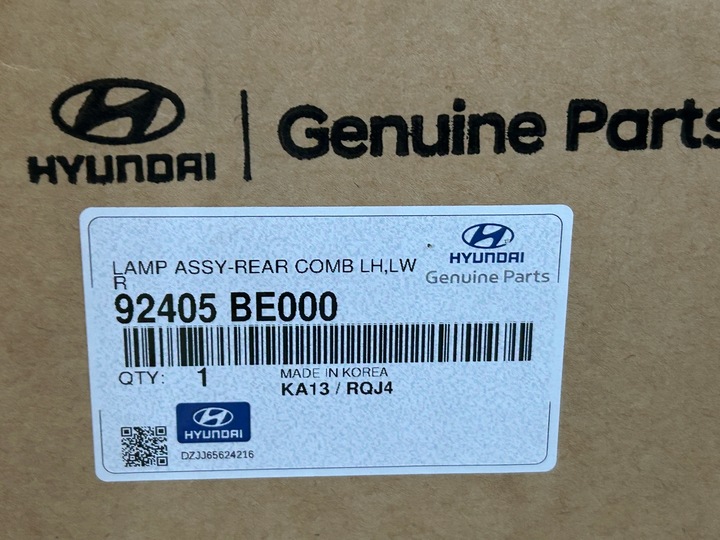 HYUNDAI | Genuine Parts
HYUNDAI
Genuine Parts
LAMP ASSY-REAR COMB LH,LW
R
92405 BE000
QTY: 1
MADE IN KOREA
KA13 / RQJ4
HYUNDAI
DZJJ65624216